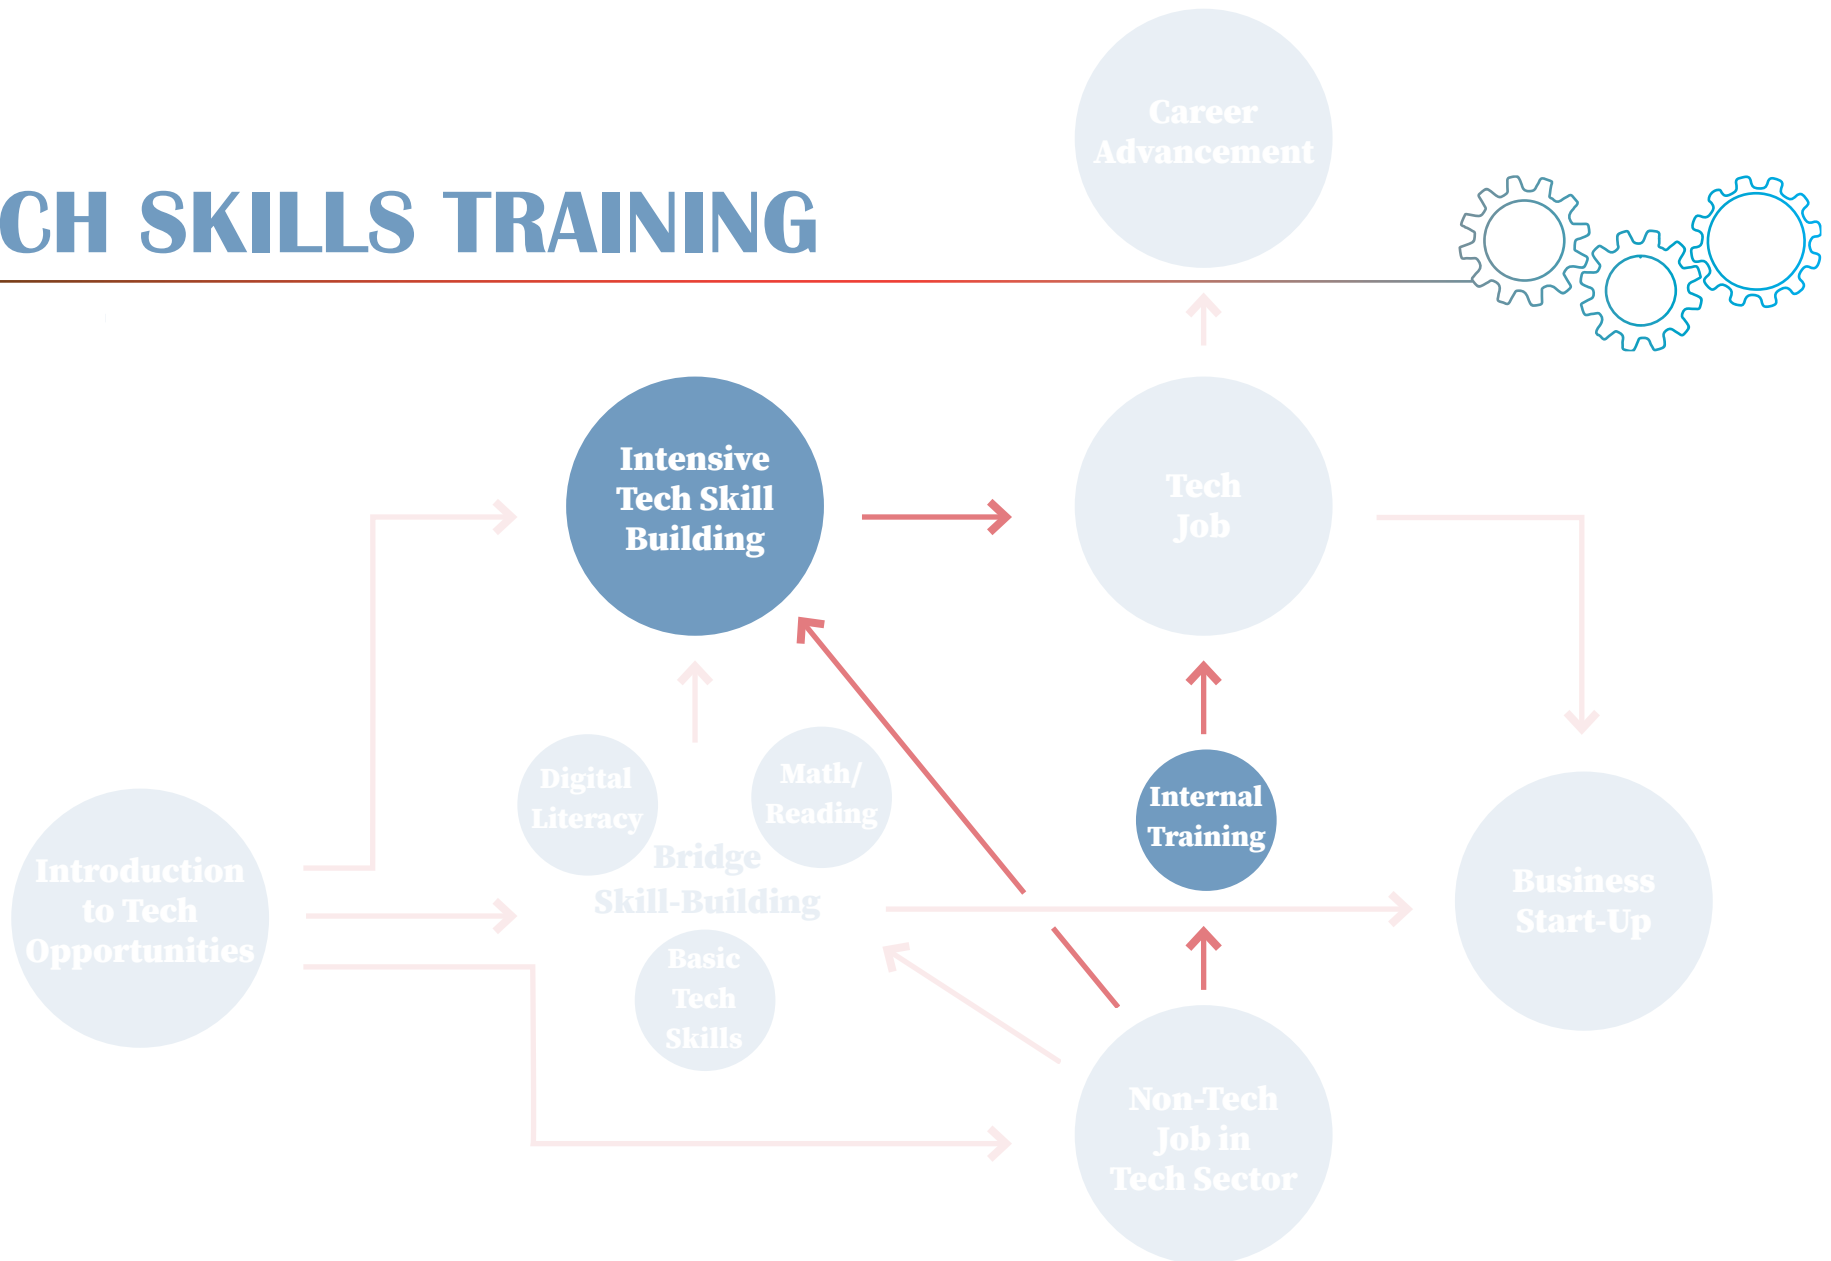 Career
Advancement
CH SKILLS TRAINING
Intensive
Tech Skill
Building
Tech
Job
Digital
Literacy
Math/
Reading
Bridge
Skill-Building
Basic
Tech
Skills
Internal
Training
Introduction
to Tech
Opportunities
Business
Start-Up
Non-Tech
Job in
Tech Sector